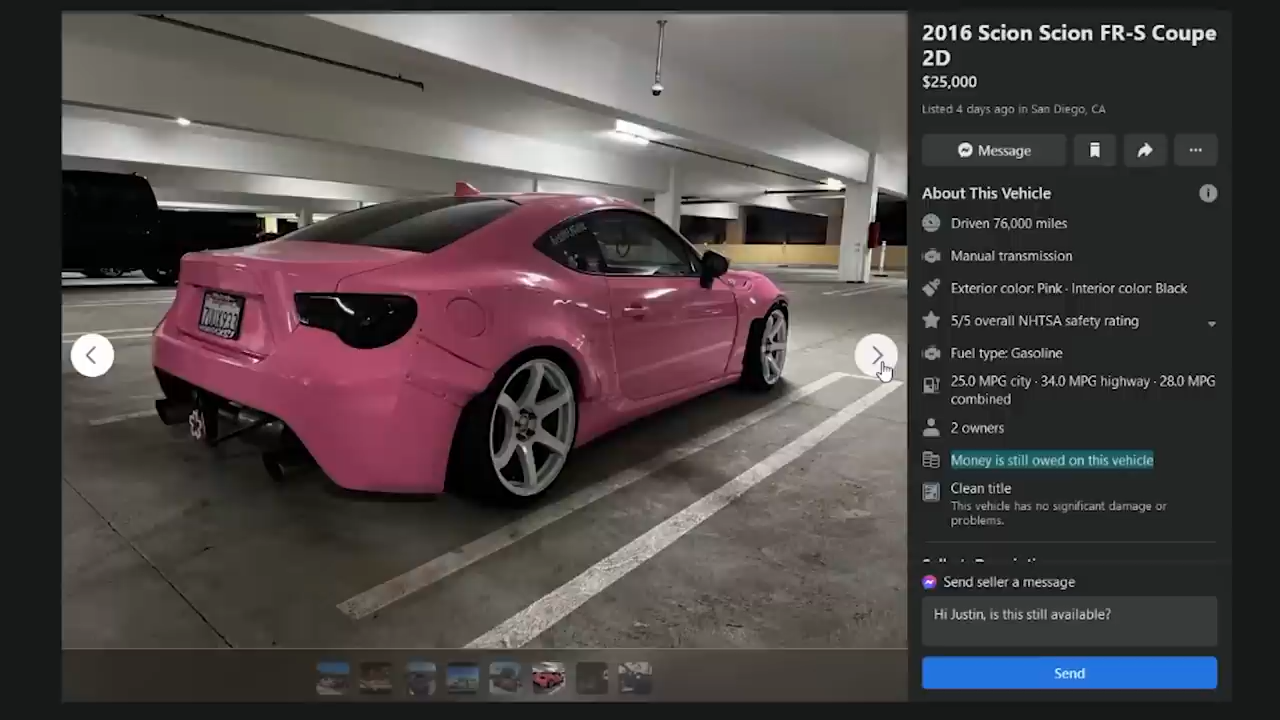 2016 Scion Scion FR-S Coupe
2D
$25,000
Listed 4 days ago in San Diego, CA
Message
About This Vehicle
Driven 76,000 miles
Manual transmission
Exterior color: Pink · Interior color: Black
5/5 overall NHTSA safety rating
Fuel type: Gasoline
25.0 MPG city · 34.0 MPG highway · 28.0 MPG
combined
2 owners
Money is still owed on this vehicle
Clean title
This vehicle has no significant damage or
problems.
Send seller a message
Hi Justin, is this still available?
Send